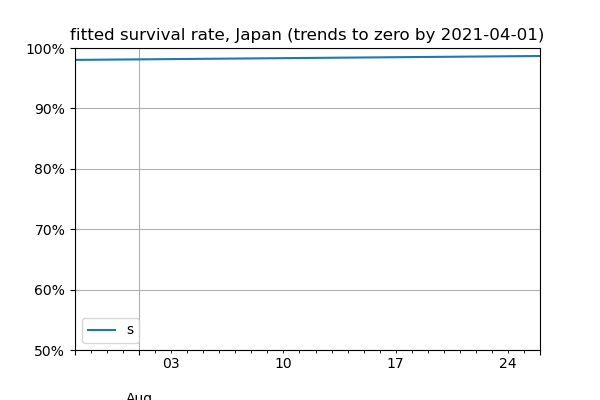 fitted survival rate, Japan (trends to zero by 2021-04-01)
100%
90%
80%
70%
60%
50%
s
03 10 17 24
Aug